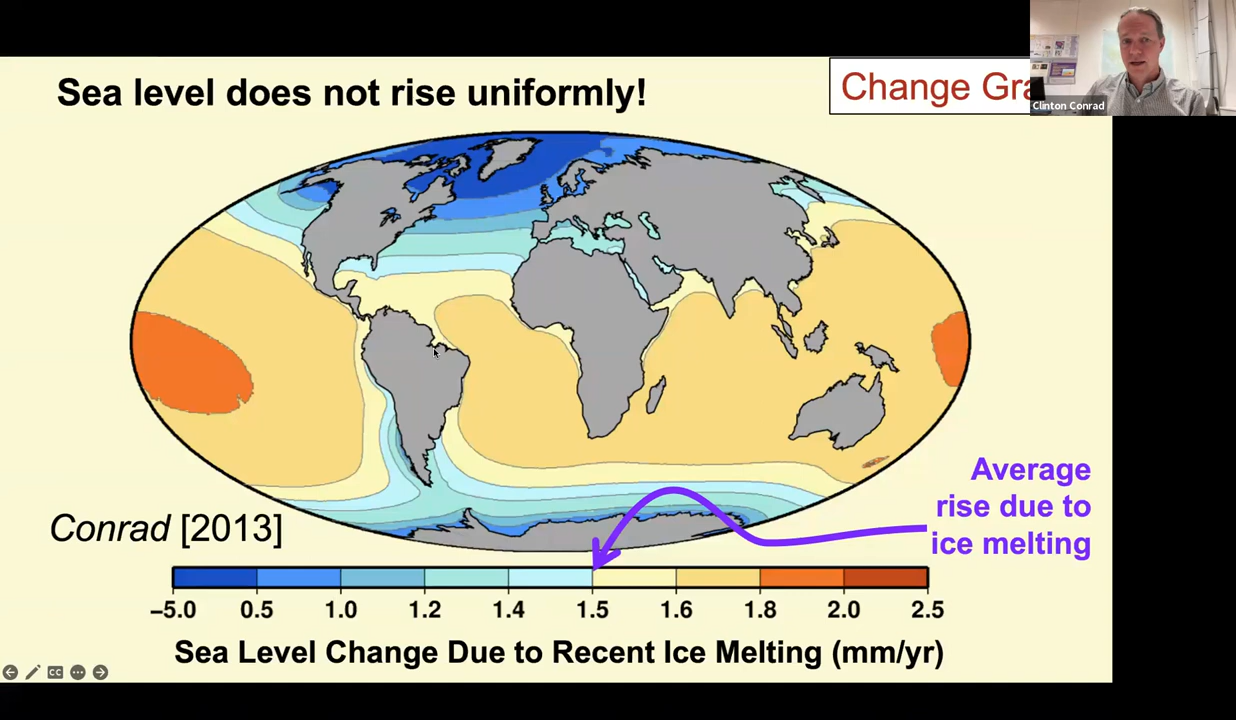 Sea level does not rise uniformly!
Change Gra
Clinton Conrad
Average
rise due to
ice melting
Conrad [2013]
−5.0 0.5 1.0 1.2 1.4 1.5 1.6 1.8 2.0 2.5
Sea Level Change Due to Recent Ice Melting (mm/yr)
CC